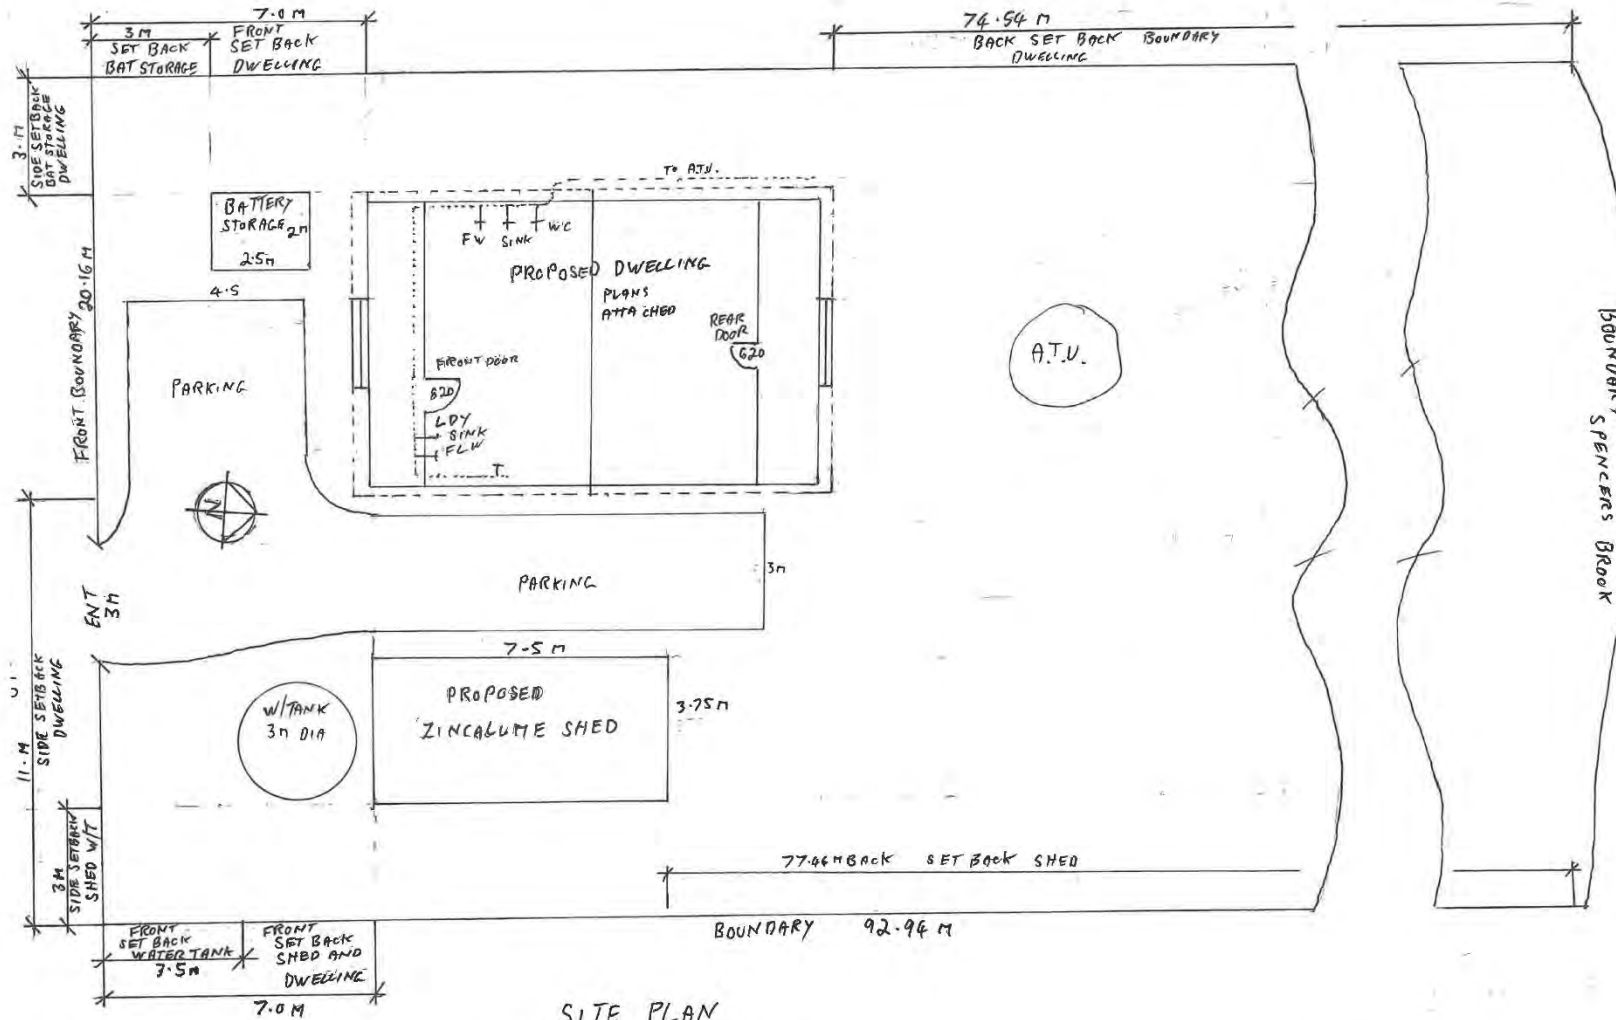 7.0 M
3M
SET BACK
BAT STORAGE
FRONT
SET BACK
DWELLING
74.54 M
BACK SET BACK BOUNDARY
DWELLING
3.M
SIDE SETBACK
BAT STORAGE
DWELLING
TO A.T.U.
BATTERY
STORAGE 2M
2.5M
FW SINK WC
PROPOSED DWELLING
PLANS
ATTACHED
FRONT BOUNDARY 20.16 M
4.5
PARKING
REAR
DOOR
620
FRONT DOOR
820
LDY
SINK
FLW
T
A.T.U.
BOUNDARY
SPENCERS BROOK
N
ENT
3M
PARKING
3M
11.M
SIDE SETBACK
DWELLING
7.5 M
PROPOSED
ZINCALUME SHED
3.75M
W/TANK
3M DIA
3M
SIDE SETBACK
SHED W/T
77.46M BACK SET BACK SHED
BOUNDARY 92.94 M
FRONT
SET BACK
WATER TANK
3.5M
FRONT
SET BACK
SHED AND
DWELLING
7.0 M
SITE PLAN